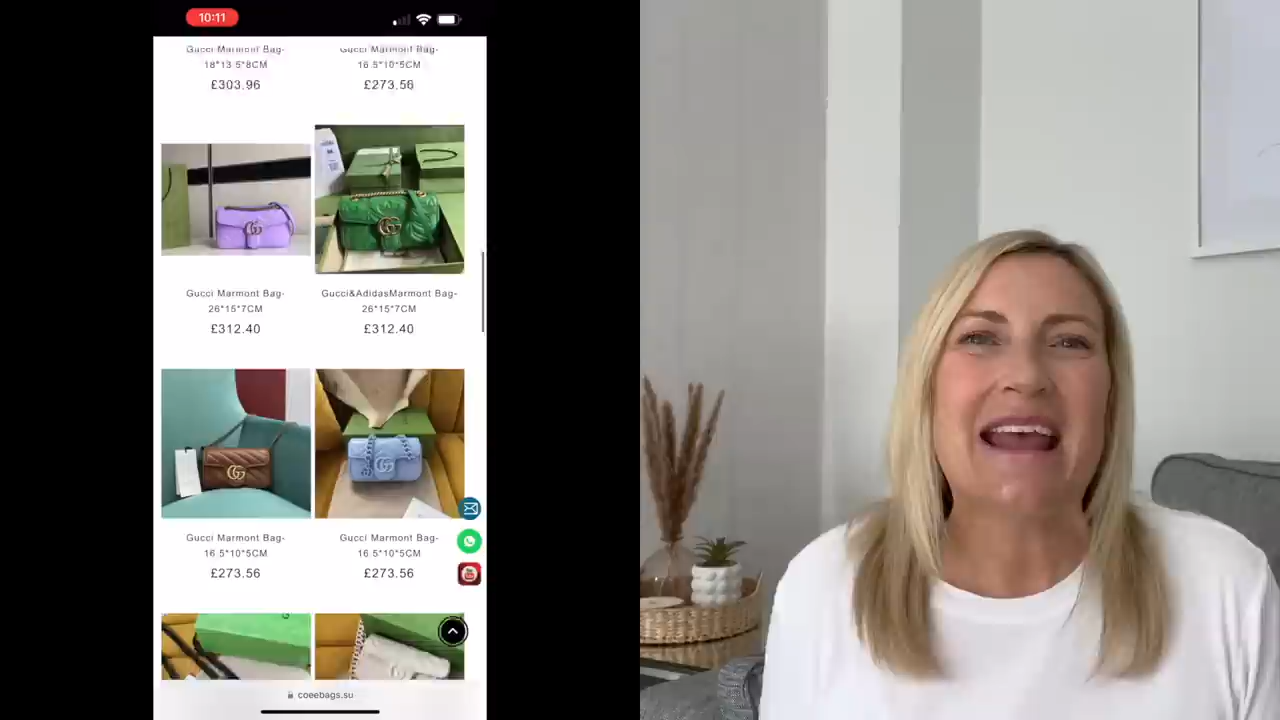 10:11
Gucci Marmont Bag-
18*13.5*8CM
£303.96
Gucci Marmont Bag-
16.5*10*5CM
£273.56
Gucci Marmont Bag-
26*15*7CM
£312.40
Gucci&AdidasMarmont Bag-
26*15*7CM
£312.40
Gucci Marmont Bag-
16.5*10*5CM
£273.56
Gucci Marmont Bag-
16.5*10*5CM
£273.56
coeebags.su